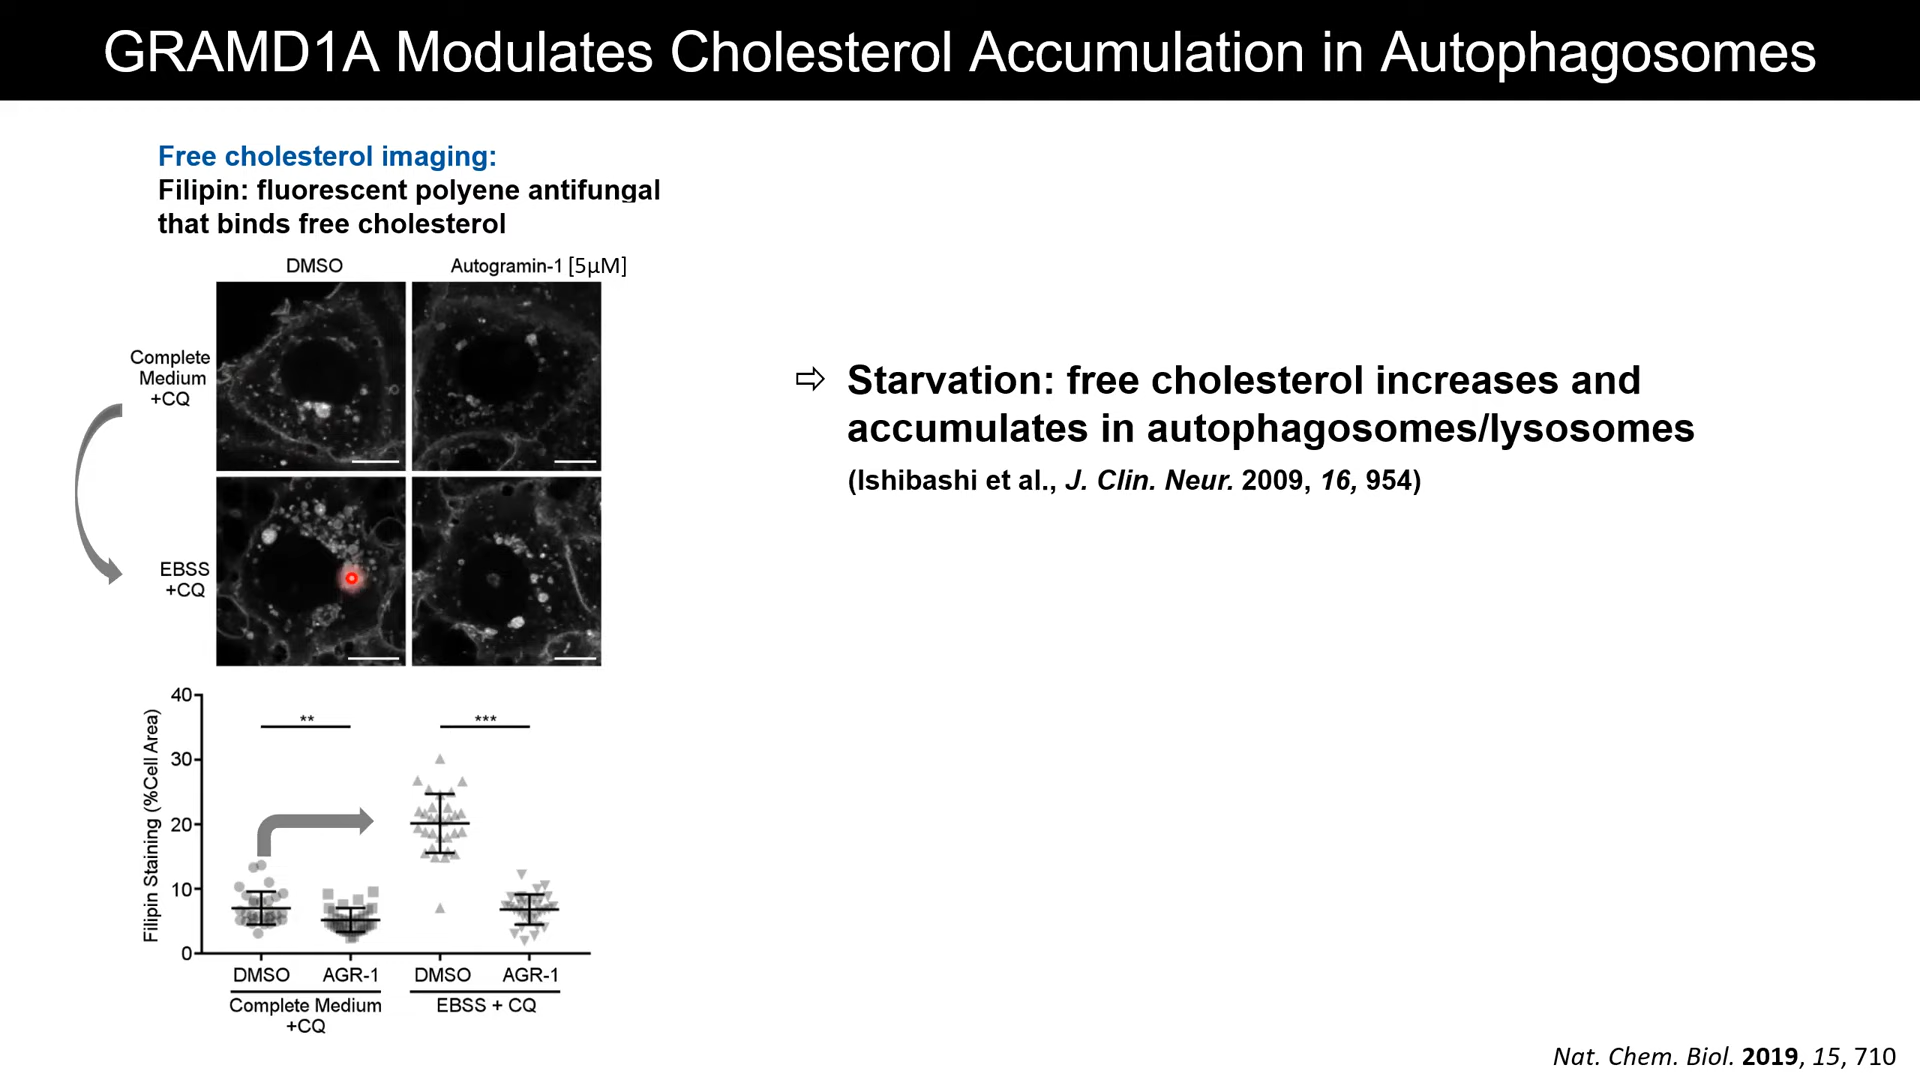 GRAMD1A Modulates Cholesterol Accumulation in Autophagosomes
Free cholesterol imaging:
Filipin: fluorescent polyene antifungal
that binds free cholesterol
DMSO
Autogramin-1 [5µM]
Complete
Medium
+CQ
EBSS
+CQ
⇨ Starvation: free cholesterol increases and
accumulates in autophagosomes/lysosomes
(Ishibashi et al., J. Clin. Neur. 2009, 16, 954)
Filipin Staining (%Cell Area)
40
30
20
10
0
**
***
DMSO
AGR-1
DMSO
AGR-1
Complete Medium
+CQ
EBSS + CQ
Nat. Chem. Biol. 2019, 15, 710